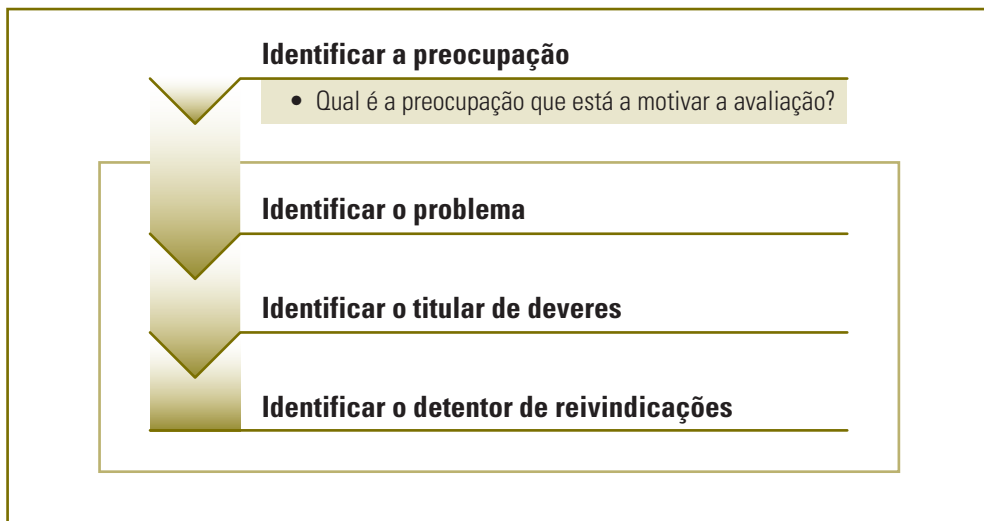 Identificar a preocupação
• Qual é a preocupação que está a motivar a avaliação?
Identificar o problema
Identificar o titular de deveres
Identificar o detentor de reivindicações